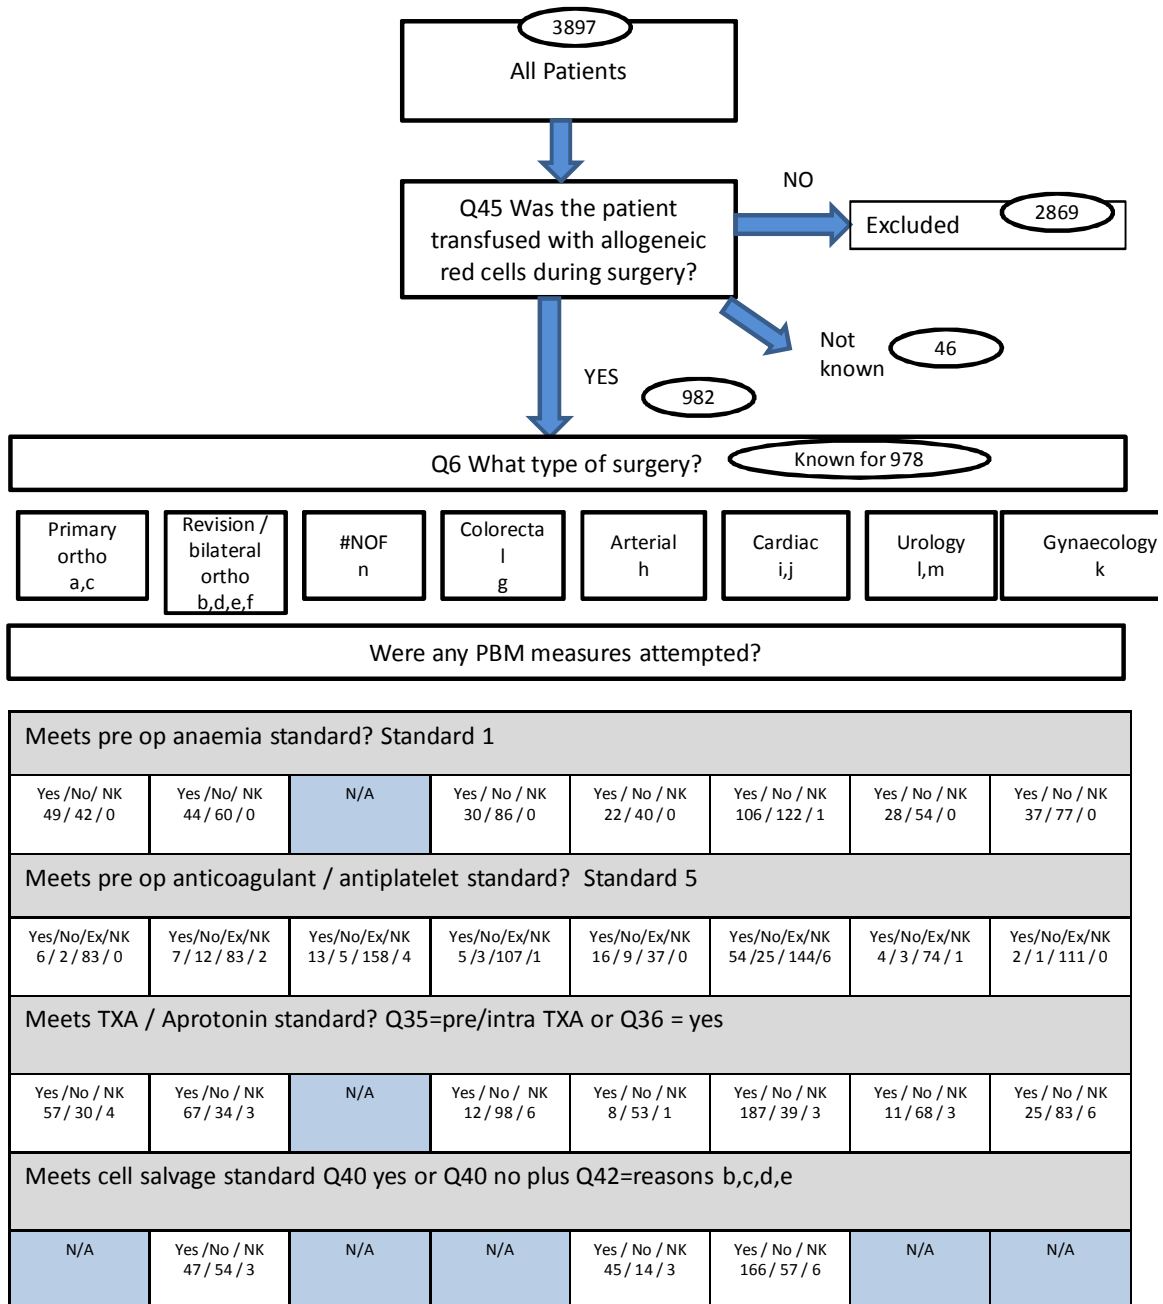 3897
All Patients
NO
Q45 Was the patient
transfused with allogeneic
red cells during surgery?
Excluded
2869
Not
known
46
YES
982
Q6 What type of surgery?
Known for 978
Primary
ortho
a,c
Revision /
bilateral
ortho
b,d,e,f
#NOF
n
Colorecta
l
g
Arterial
h
Cardiac
i,j
Urology
l,m
Gynaecology
k
Were any PBM measures attempted?
Meets pre op anaemia standard? Standard 1
Yes /No/ NK
49 / 42 / 0
Yes /No/ NK
44 / 60 / 0
N/A
Yes / No / NK
30 / 86 / 0
Yes / No / NK
22 / 40 / 0
Yes / No / NK
106 / 122 / 1
Yes / No / NK
28 / 54 / 0
Yes / No / NK
37 / 77 / 0
Meets pre op anticoagulant / antiplatelet standard?  Standard 5
Yes/No/Ex/NK
6 / 2 / 83 / 0
Yes/No/Ex/NK
7 / 12 / 83 / 2
Yes/No/Ex/NK
13 / 5 / 158 / 4
Yes/No/Ex/NK
5 /3 /107 /1
Yes/No/Ex/NK
16 / 9 / 37 / 0
Yes/No/Ex/NK
54 /25 / 144/6
Yes/No/Ex/NK
4 / 3 / 74 / 1
Yes/No/Ex/NK
2 / 1 / 111 / 0
Meets TXA / Aprotonin standard? Q35=pre/intra TXA or Q36 = yes
Yes /No / NK
57 / 30 / 4
Yes /No / NK
67 / 34 / 3
N/A
Yes / No /  NK
12 / 98 / 6
Yes / No / NK
8 / 53 / 1
Yes / No / NK
187 / 39 / 3
Yes / No / NK
11 / 68 / 3
Yes / No / NK
25 / 83 / 6
Meets cell salvage standard Q40 yes or Q40 no plus Q42=reasons b,c,d,e
N/A
Yes /No / NK
47 / 54 / 3
N/A
N/A
Yes / No / NK
45 / 14 / 3
Yes / No / NK
166 / 57 / 6
N/A
N/A